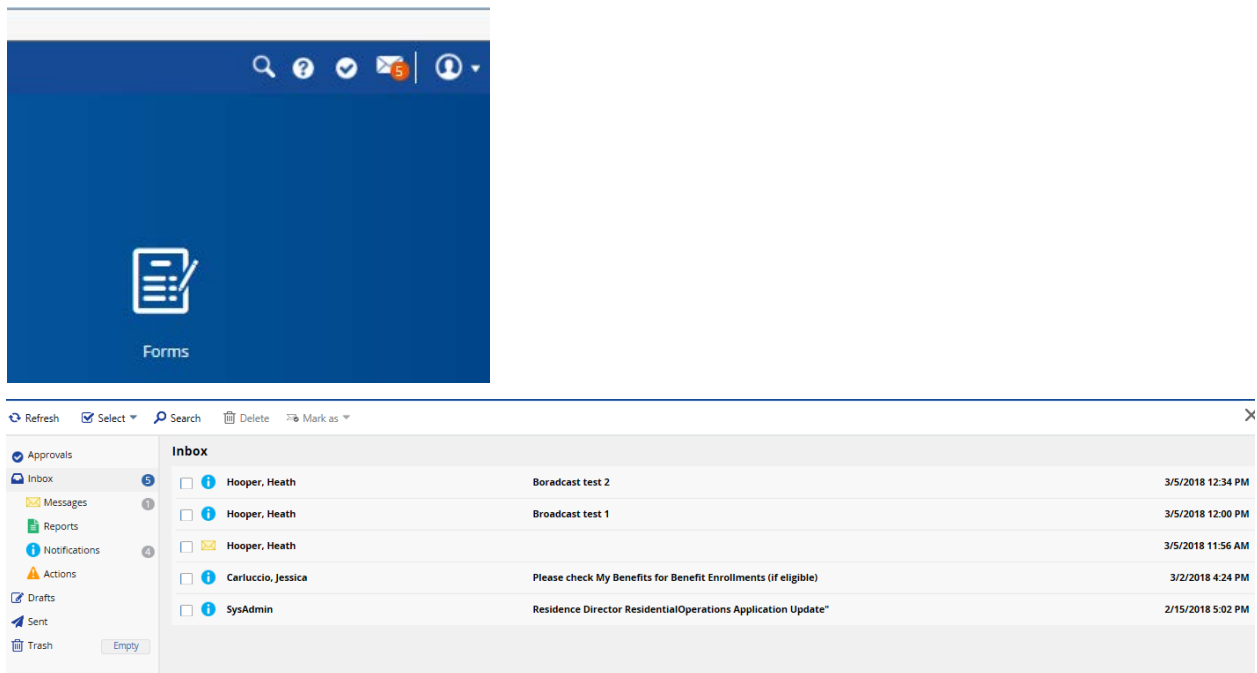 5
Forms
Refresh Select Search Delete Mark as
Approvals
Inbox 5
Messages 1
Reports
Notifications 4
Actions
Drafts
Sent
Trash Empty
Inbox
Hooper, Heath Boradcast test 2 3/5/2018 12:34 PM
Hooper, Heath Broadcast test 1 3/5/2018 12:00 PM
Hooper, Heath 3/5/2018 11:56 AM
Carluccio, Jessica Please check My Benefits for Benefit Enrollments (if eligible) 3/2/2018 4:24 PM
SysAdmin Residence Director ResidentialOperations Application Update" 2/15/2018 5:02 PM